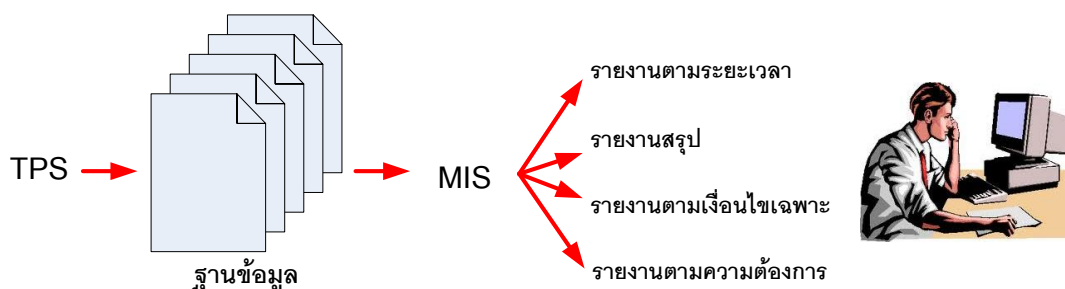 TPS
ฐานข้อมูล
MIS
รายงานตามระยะเวลา
รายงานสรุป
รายงานตามเงื่อนไขเฉพาะ
รายงานตามความต้องการ